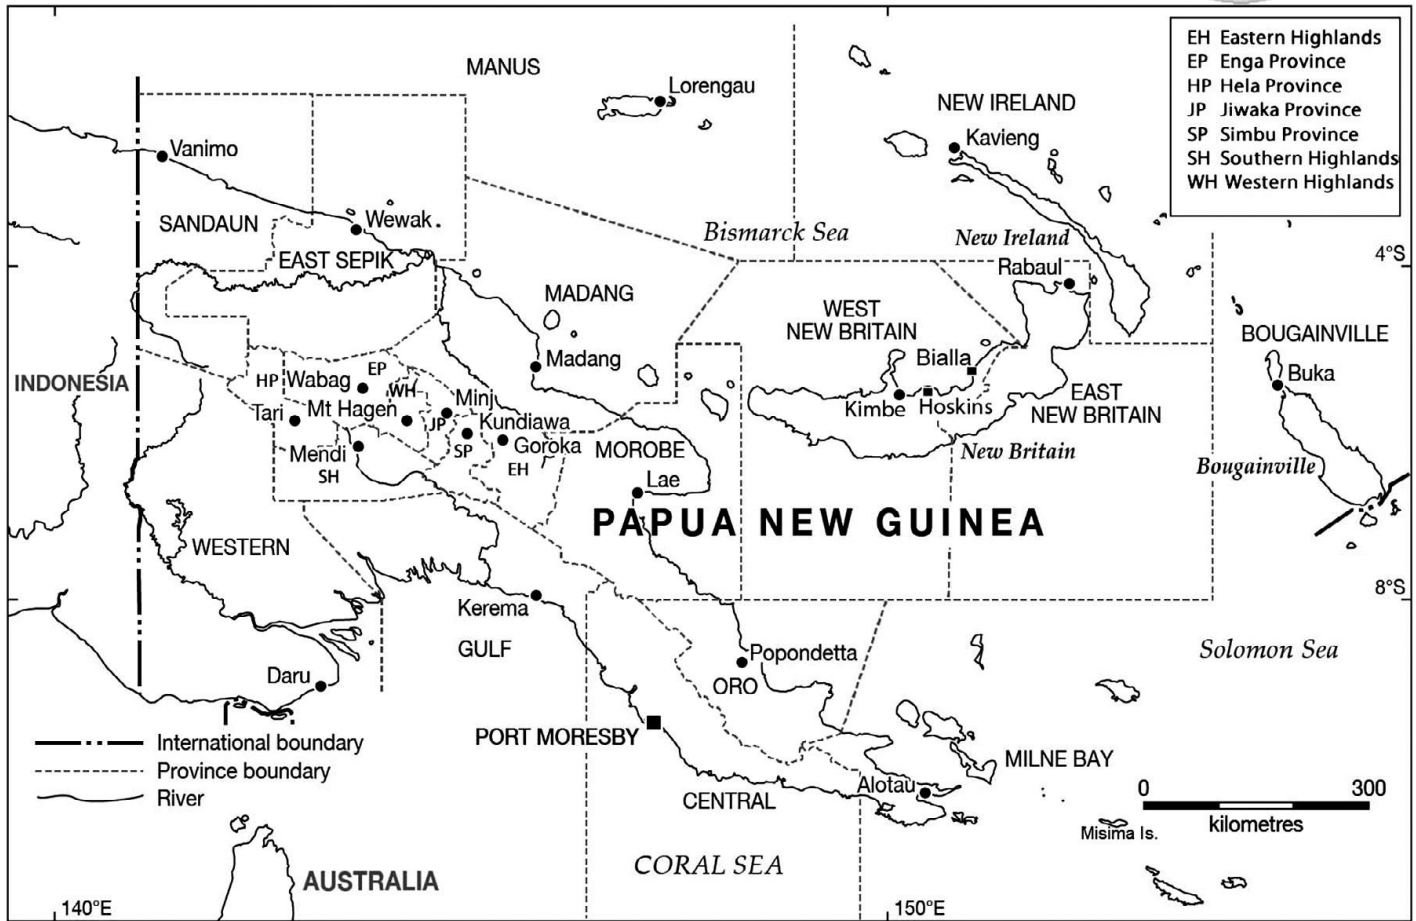 EH Eastern Highlands
EP Enga Province
HP Hela Province
JP Jiwaka Province
SP Simbu Province
SH Southern Highlands
WH Western Highlands
MANUS
Lorengau
NEW IRELAND
Kavieng
Vanimo
SANDAUN
Wewak
EAST SEPIK
Bismarck Sea
New Ireland
Rabaul
4°S
MADANG
WEST
NEW BRITAIN
BOUGAINVILLE
Madang
Bialla
Buka
INDONESIA
HP
Wabag
EP
WH
Minj
Tari
Mt Hagen
JP
Kundiawa
Kimbe
Hoskins
EAST
NEW BRITAIN
Mendi
SH
SP
Goroka
EH
MOROBE
New Britain
Bougainville
Lae
PAPUA NEW GUINEA
WESTERN
Kerema
8°S
GULF
Popondetta
Solomon Sea
Daru
ORO
PORT MORESBY
International boundary
Province boundary
River
MILNE BAY
Alotau
CENTRAL
0 300
kilometres
Misima Is.
CORAL SEA
AUSTRALIA
140°E
150°E